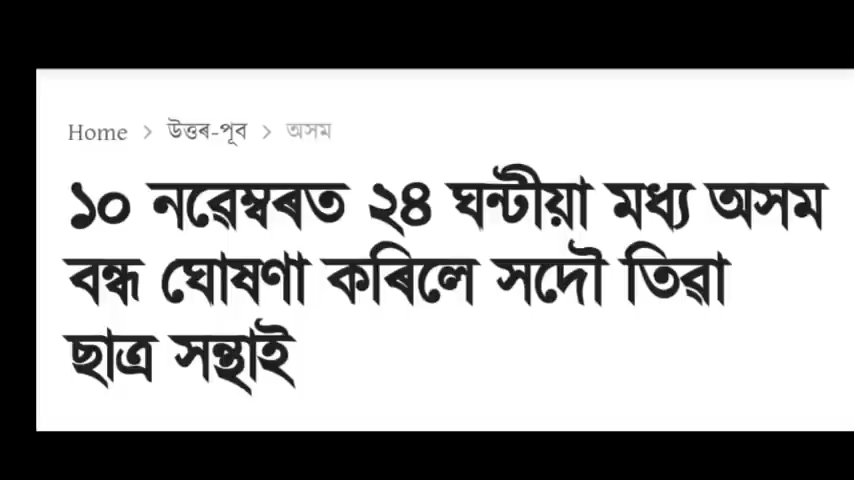 Home > উত্তৰ-পূব > অসম
১০ নৱেম্বৰত ২৪ ঘন্টীয়া মধ্য অসম
বন্ধ ঘোষণা কৰিলে সদৌ তিৱা
ছাত্ৰ সন্থাই